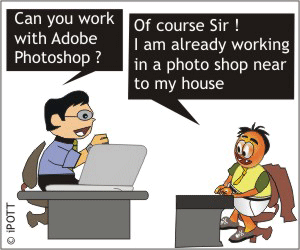 Can you work
with Adobe
Photoshop ?
Of course Sir !
I am already working
in a photo shop near
to my house
© iPOTT